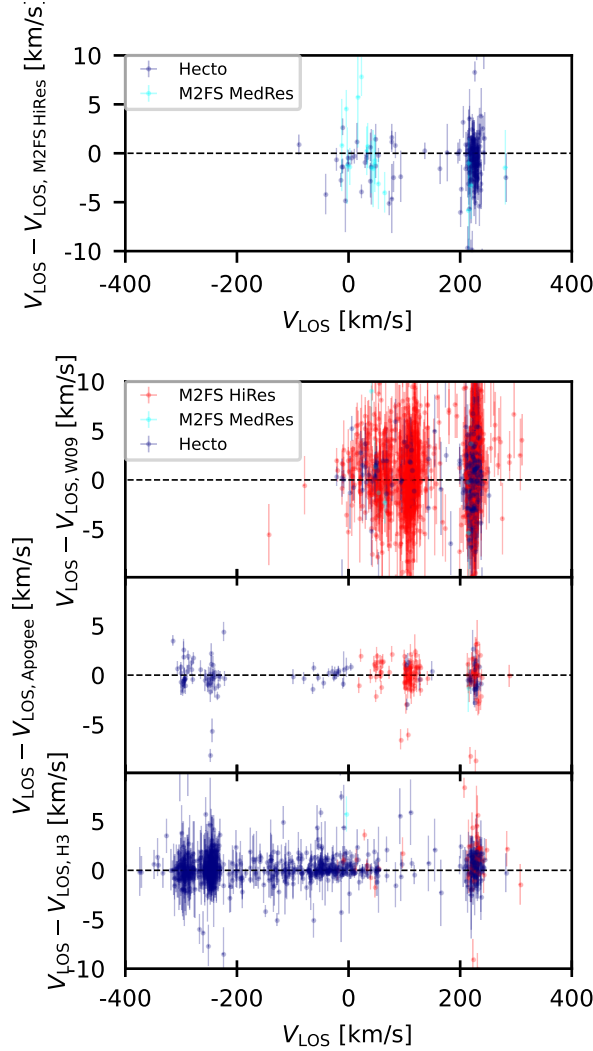 V_LOS − V_LOS, M2FS HiRes [km/s]
10
5
0
-5
-10
Hecto
M2FS MedRes
-400 -200 0 200 400
V_LOS [km/s]
V_LOS − V_LOS, W09 [km/s]
10
5
0
-5
M2FS HiRes
M2FS MedRes
Hecto
V_LOS − V_LOS, Apogee [km/s]
5
0
-5
V_LOS − V_LOS, H3 [km/s]
5
0
-5
-10
-400 -200 0 200 400
V_LOS [km/s]